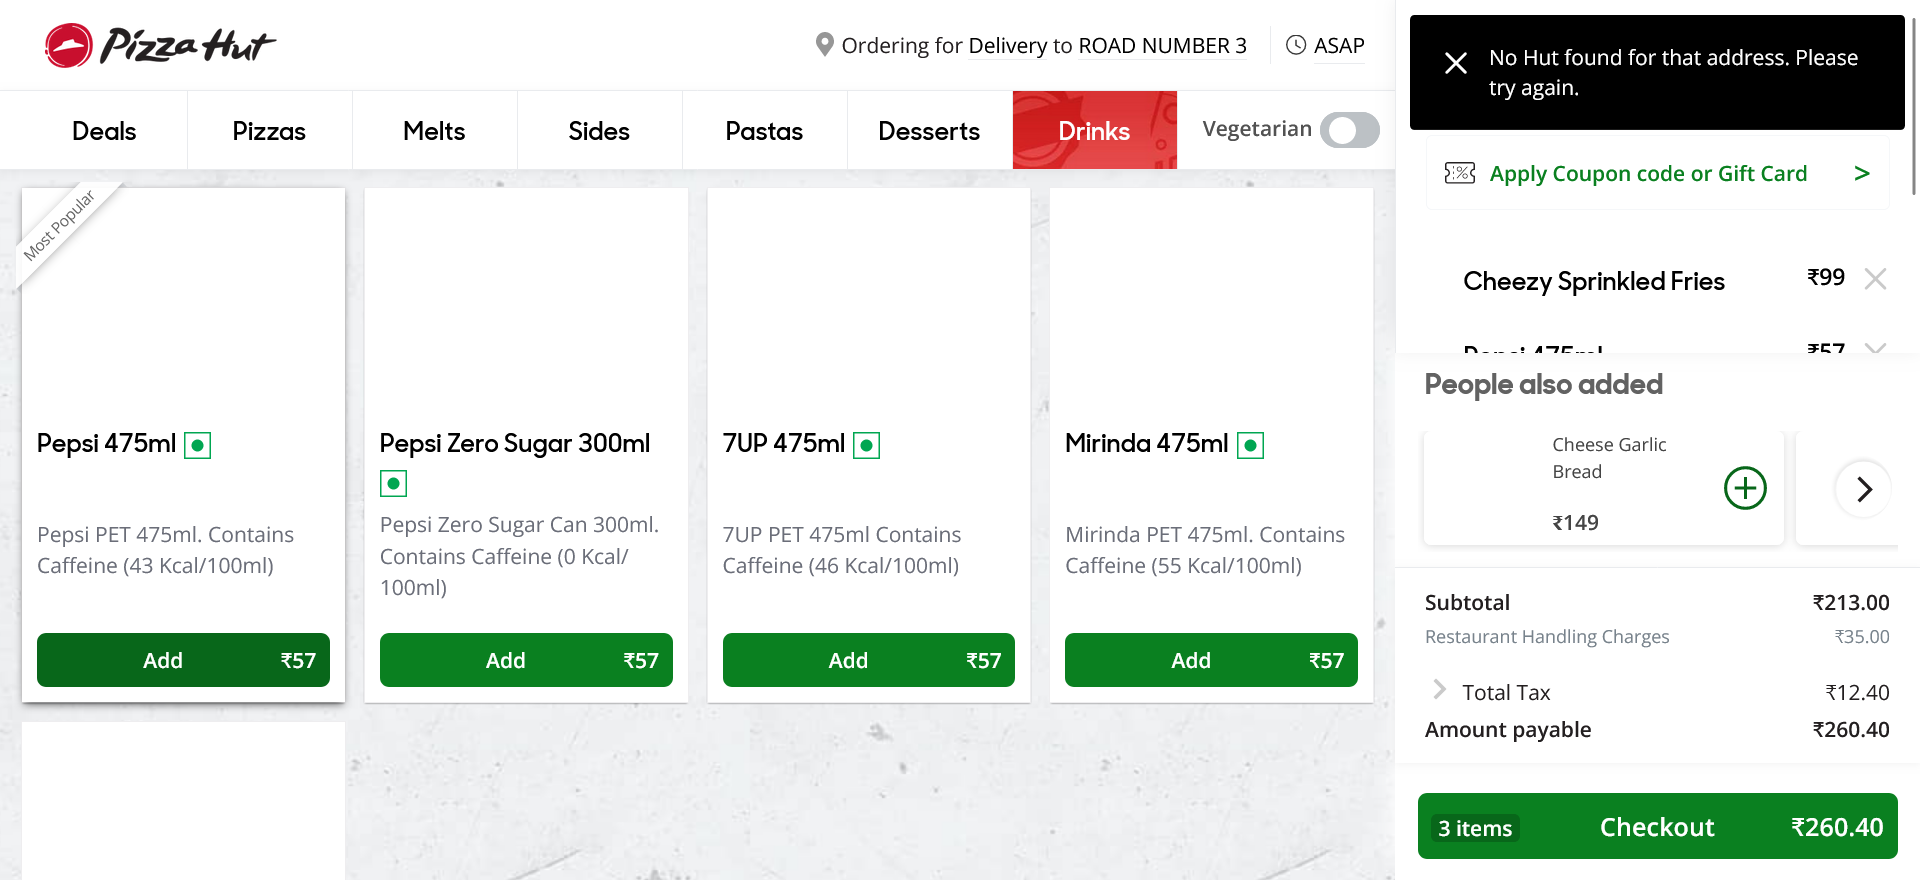 Pizza Hut
Ordering for Delivery to ROAD NUMBER 3
ASAP
Deals
Pizzas
Melts
Sides
Pastas
Desserts
Drinks
Vegetarian
Most Popular
Pepsi 475ml
Pepsi PET 475ml. Contains
Caffeine (43 Kcal/100ml)
Add ₹57
Pepsi Zero Sugar 300ml
Pepsi Zero Sugar Can 300ml.
Contains Caffeine (0 Kcal/
100ml)
Add ₹57
7UP 475ml
7UP PET 475ml Contains
Caffeine (46 Kcal/100ml)
Add ₹57
Mirinda 475ml
Mirinda PET 475ml. Contains
Caffeine (55 Kcal/100ml)
Add ₹57
No Hut found for that address. Please
try again.
Apply Coupon code or Gift Card >
Cheezy Sprinkled Fries ₹99
Pepsi 475ml ₹57
People also added
Cheese Garlic
Bread
₹149
Subtotal ₹213.00
Restaurant Handling Charges ₹35.00
Total Tax ₹12.40
Amount payable ₹260.40
3 items Checkout ₹260.40